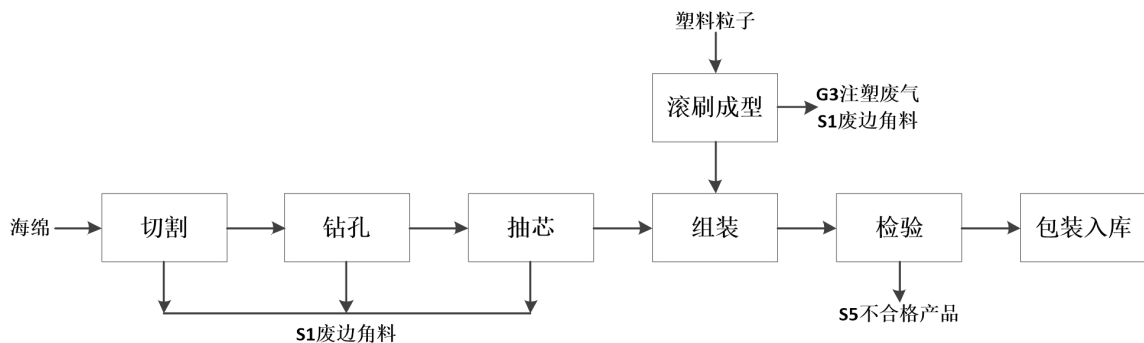 塑料粒子
滚刷成型
G3注塑废气
S1废边角料
海绵
切割
钻孔
抽芯
组装
检验
包装入库
S1废边角料
S5不合格产品